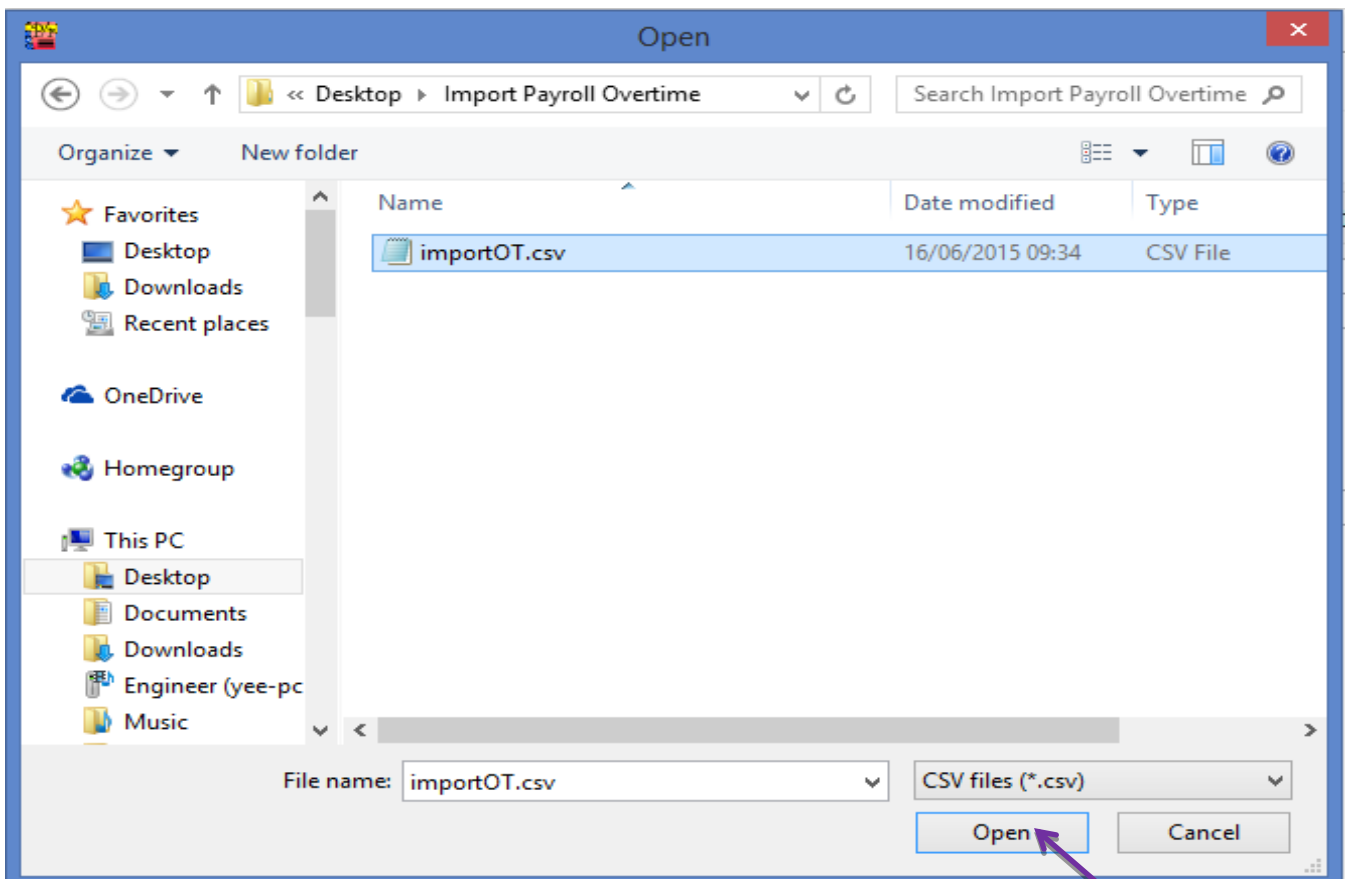 Open
« Desktop Import Payroll Overtime
Search Import Payroll Overtime
Organize
New folder
Name
Date modified
Type
importOT.csv
16/06/2015 09:34
CSV File
Favorites
Desktop
Downloads
Recent places
OneDrive
Homegroup
This PC
Desktop
Documents
Downloads
Engineer (yee-pc
Music
File name:
importOT.csv
CSV files (*.csv)
Open
Cancel